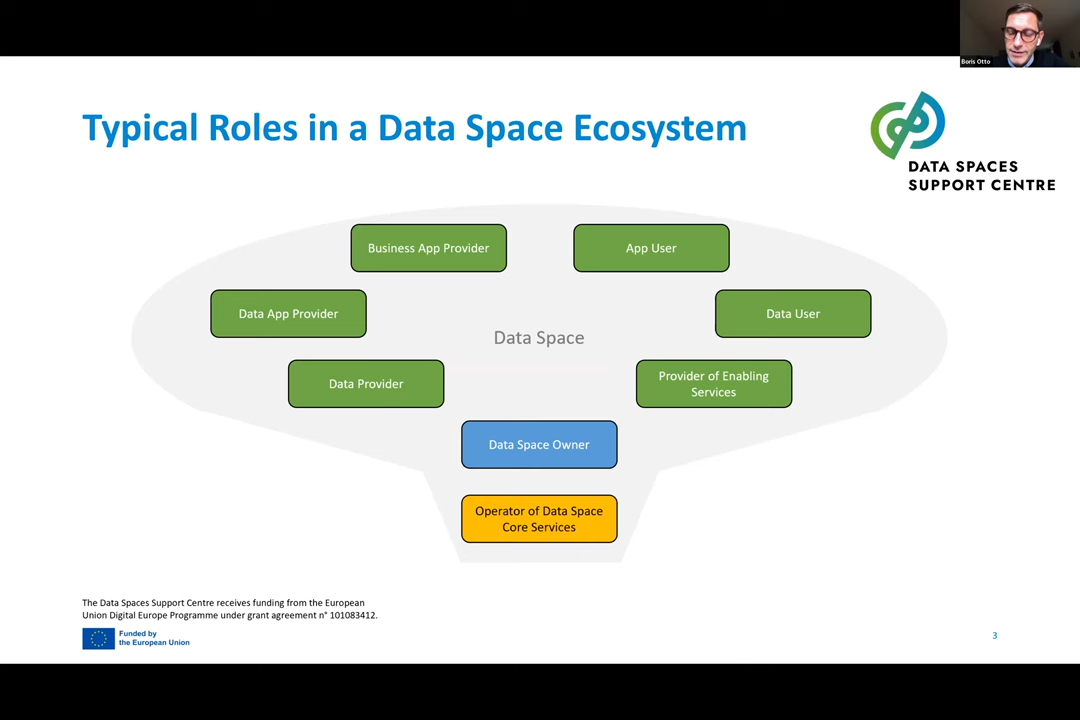 Boris Otto
Typical Roles in a Data Space Ecosystem
DATA SPACES
SUPPORT CENTRE
Business App Provider
App User
Data App Provider
Data User
Data Space
Data Provider
Provider of Enabling
Services
Data Space Owner
Operator of Data Space
Core Services
The Data Spaces Support Centre receives funding from the European
Union Digital Europe Programme under grant agreement n° 101083412.
Funded by
the European Union
3